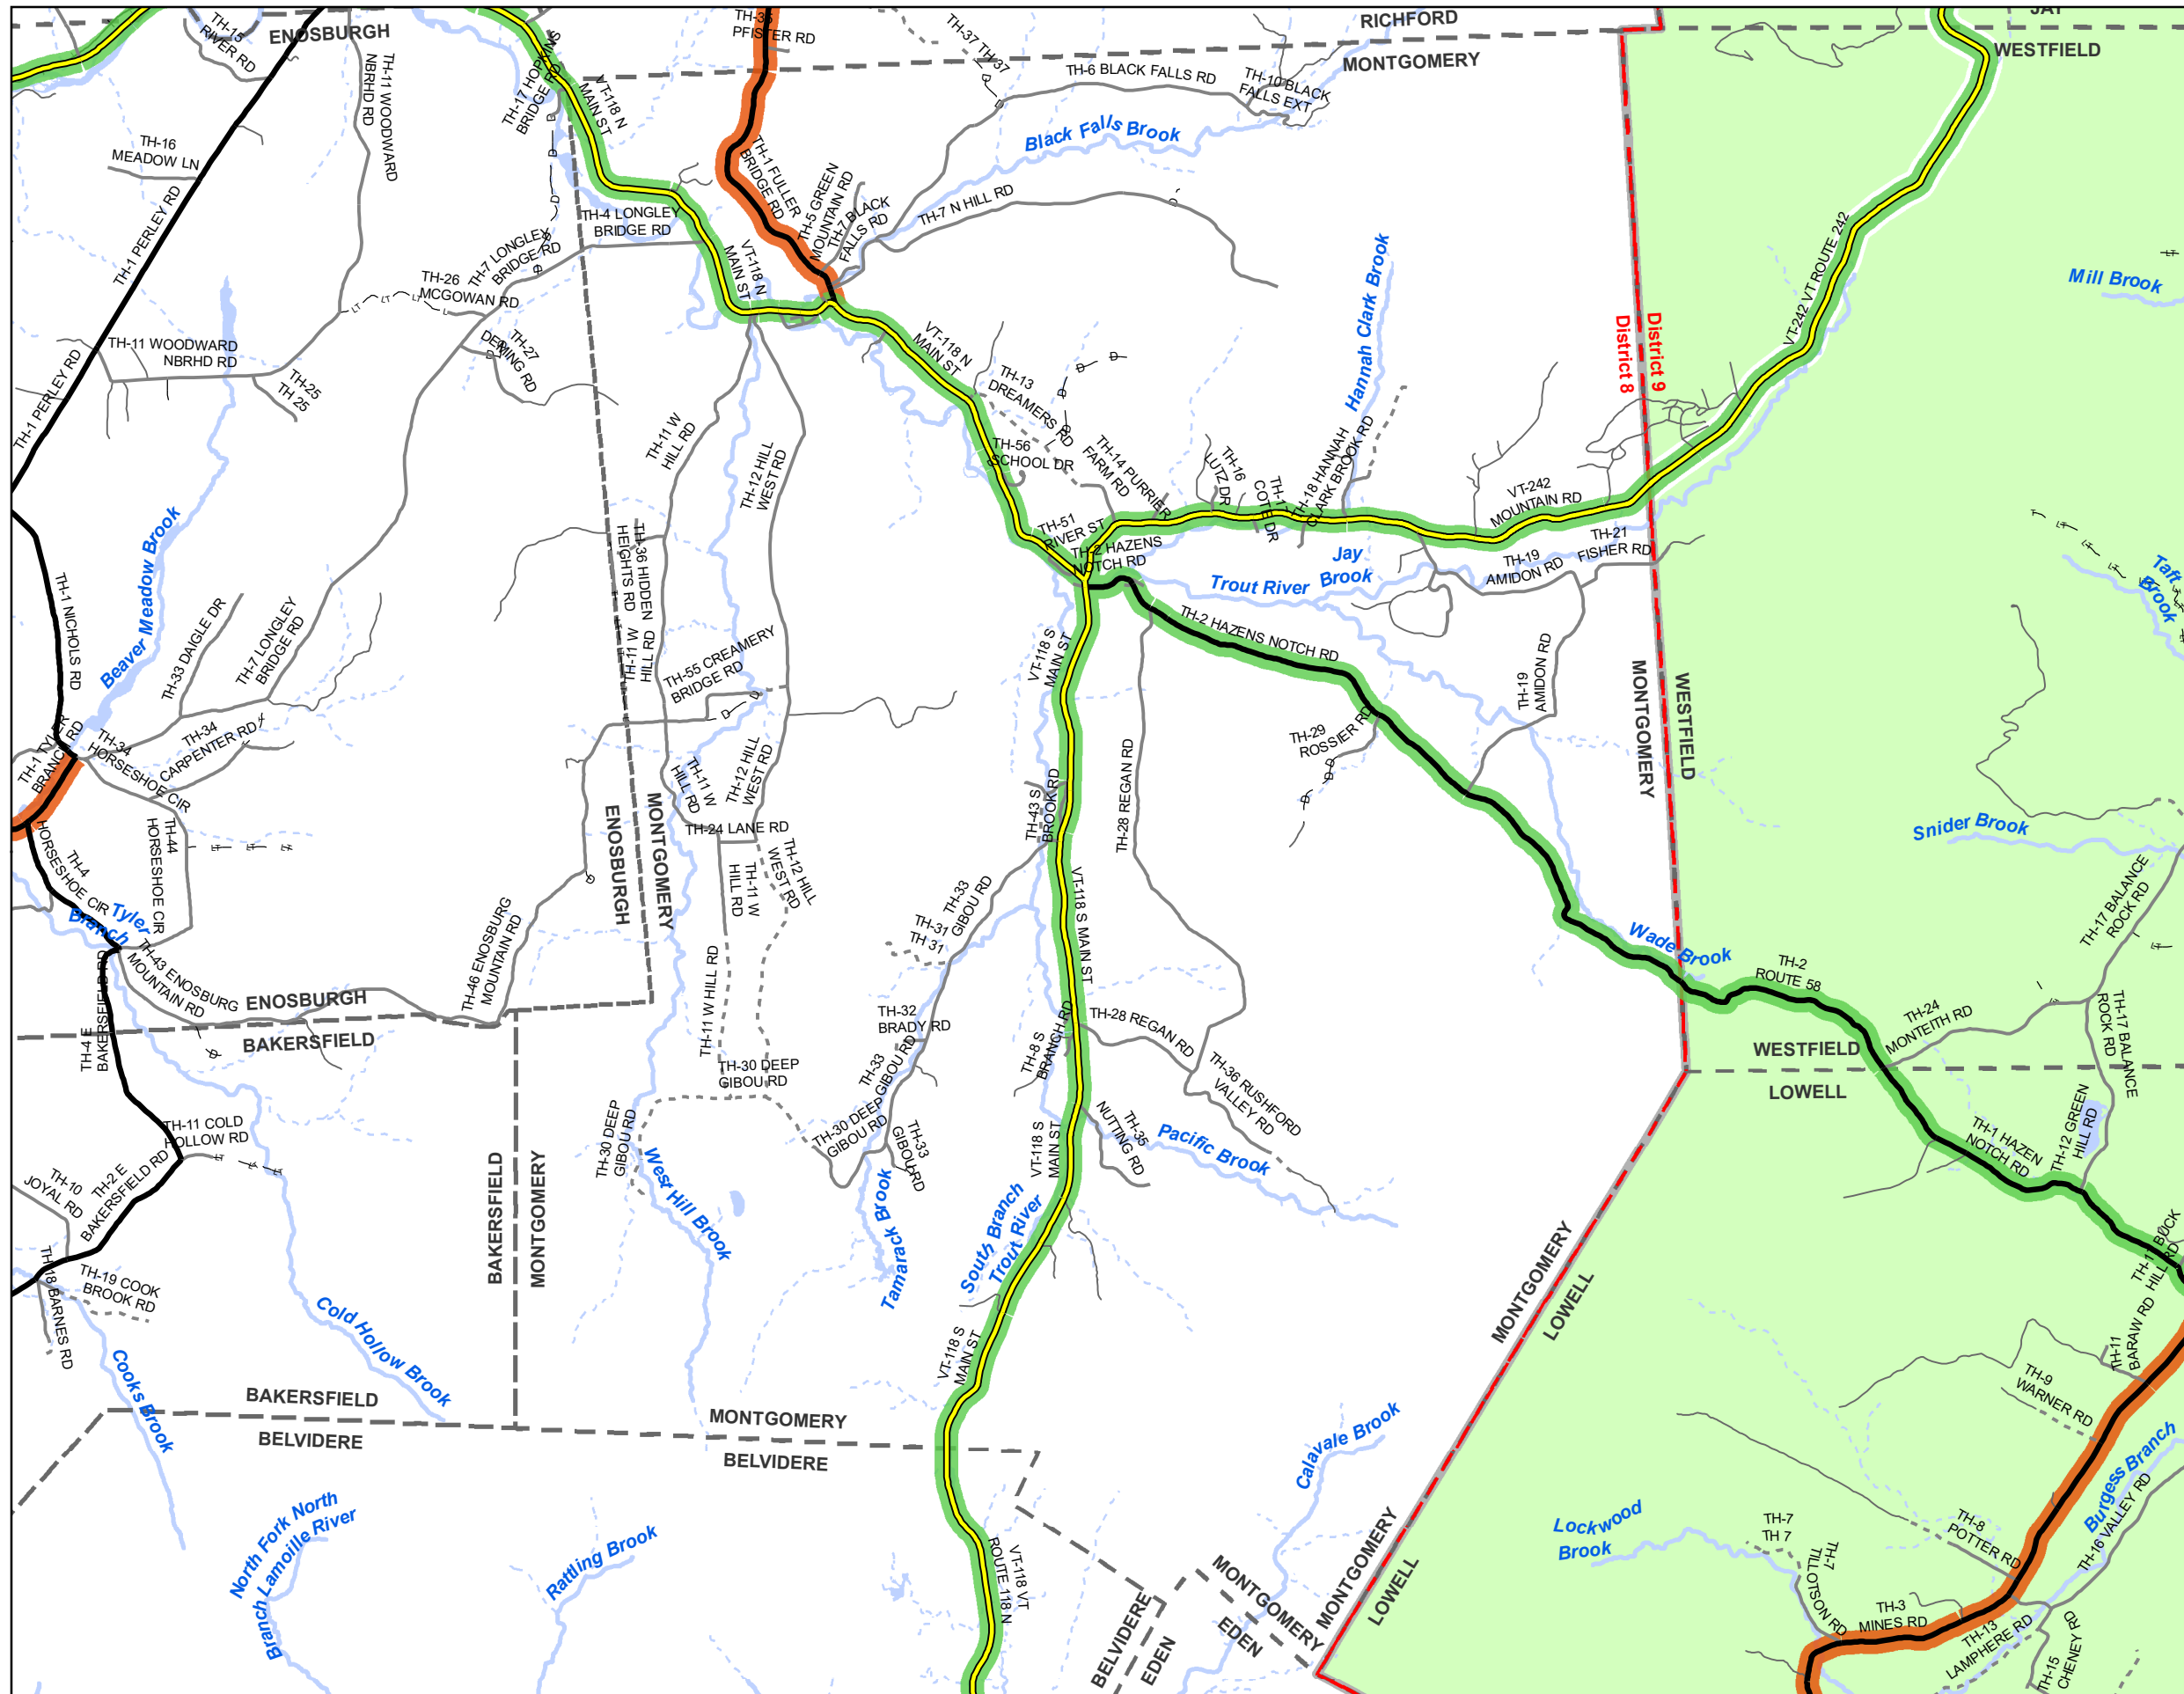 JAY
RICHFORD
MONTGOMERY
WESTFIELD
ENOSBURGH
TH-15
RIVER RD
TH-11 WOODWARD
NBRHD RD
TH-17 HOPKINS
BRIDGE RD
VT-118 N
MAIN ST
TH-35
PFISTER RD
TH-37 TH-37
TH-6 BLACK FALLS RD
TH-10 BLACK
FALLS EXT
Black Falls Brook
TH-16
MEADOW LN
TH-1 PERLEY RD
TH-1 FULLER
BRIDGE RD
TH-5 GREEN
MOUNTAIN RD
TH-7 BLACK
FALLS RD
TH-7 N HILL RD
TH-4 LONGLEY
BRIDGE RD
TH-7 LONGLEY
BRIDGE RD
TH-26
MCGOWAN RD
VT-118 N
MAIN ST
Hannah Clark Brook
VT-242 VT ROUTE 242
Mill Brook
District 8
District 9
TH-11 WOODWARD
NBRHD RD
TH-25
TH 25
TH-27
DEMING RD
TH-1 PERLEY RD
VT-118 N
MAIN ST
TH-13
DREAMERS RD
TH-11 W
HILL RD
TH-12 HILL
WEST RD
TH-56
SCHOOL DR
TH-14 PURRIER
FARM RD
TH-16
LUTZ DR
TH-17
COTE DR
TH-18 HANNAH
CLARK BROOK RD
VT-242
MOUNTAIN RD
TH-51
RIVER ST
TH-2 HAZENS
NOTCH RD
TH-21
FISHER RD
TH-19
AMIDON RD
Jay
Brook
Trout River
Taft
Brook
Beaver Meadow Brook
TH-1 NICHOLS RD
TH-36 HIDDEN
HEIGHTS RD
TH-11 W
HILL RD
TH-33 DAIGLE DR
TH-7 LONGLEY
BRIDGE RD
TH-55 CREAMERY
BRIDGE RD
VT-118 S
MAIN ST
TH-2 HAZENS NOTCH RD
TH-19
AMIDON RD
MONTGOMERY
WESTFIELD
TH-1 TYLER
BRANCH RD
TH-34
HORSESHOE CIR
TH-34
CARPENTER RD
TH-29
ROSSIER RD
TH-11 W
HILL RD
TH-12 HILL
WEST RD
TH-28 REGAN RD
TH-43 S
BROOK RD
TH-4
HORSESHOE CIR
TH-44
HORSESHOE CIR
ENOSBURGH
MONTGOMERY
TH-24 LANE RD
TH-11 W
HILL RD
TH-12 HILL
WEST RD
Snider Brook
TH-17 BALANCE
ROCK RD
Tyler
Branch
TH-43 ENOSBURG
MOUNTAIN RD
TH-46 ENOSBURG
MOUNTAIN RD
TH-31
TH 31
TH-33
GIBOU RD
VT-118 S MAIN ST
Wade Brook
TH-2
ROUTE 58
ENOSBURGH
BAKERSFIELD
TH-4 E
BAKERSFIELD RD
TH-11 W HILL RD
TH-32
BRADY RD
TH-33
GIBOU RD
TH-8 S
BRANCH RD
TH-28 REGAN RD
TH-36 RUSHFORD
VALLEY RD
TH-24
MONTEITH RD
TH-17 BALANCE
ROCK RD
WESTFIELD
LOWELL
TH-30 DEEP
GIBOU RD
TH-11 COLD
HOLLOW RD
TH-30 DEEP
GIBOU RD
TH-30 DEEP
GIBOU RD
TH-33
GIBOU RD
TH-35
NUTTING RD
VT-118 S
MAIN ST
Pacific Brook
TH-1 HAZEN
NOTCH RD
TH-12 GREEN
HILL RD
TH-10
JOYAL RD
TH-2 E
BAKERSFIELD RD
BAKERSFIELD
MONTGOMERY
West Hill Brook
Tamarack Brook
South Branch
Trout River
TH-11 BUCK
HILL RD
TH-18 BARNES RD
TH-19 COOK
BROOK RD
Cold Hollow Brook
Cooks Brook
VT-118 S
MAIN ST
MONTGOMERY
LOWELL
TH-11
BARAW RD
TH-9
WARNER RD
BAKERSFIELD
BELVIDERE
MONTGOMERY
BELVIDERE
Calavale Brook
Burgess Branch
North Fork North
Branch Lamoille River
Rattling Brook
VT-118 VT
ROUTE 118 N
Lockwood
Brook
TH-7
TH 7
TH-7
TILLOTSON RD
TH-8
POTTER RD
TH-16 VALLEY RD
MONTGOMERY
LOWELL
MONTGOMERY
EDEN
BELVIDERE
EDEN
TH-3
MINES RD
TH-13
LAMPHERE RD
TH-15
CHENEY RD